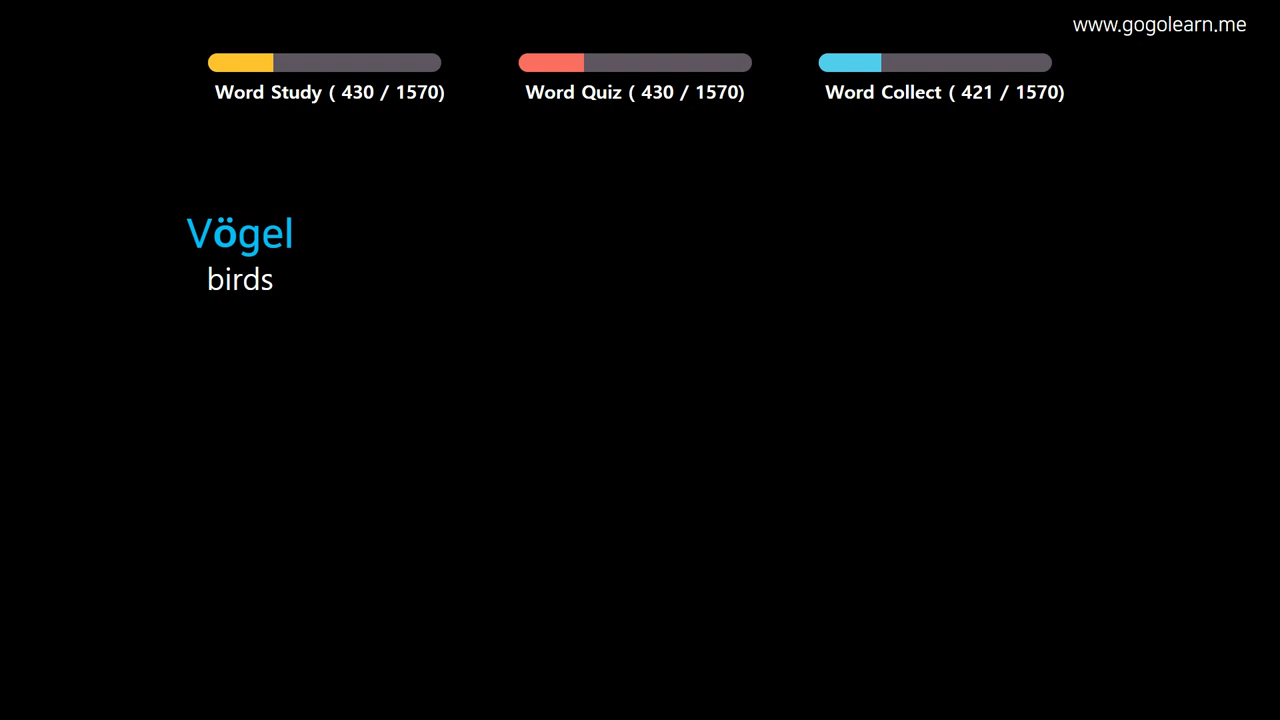 www.gogolearn.me
Word Study ( 430 / 1570)
Word Quiz ( 430 / 1570)
Word Collect ( 421 / 1570)
Vögel
birds